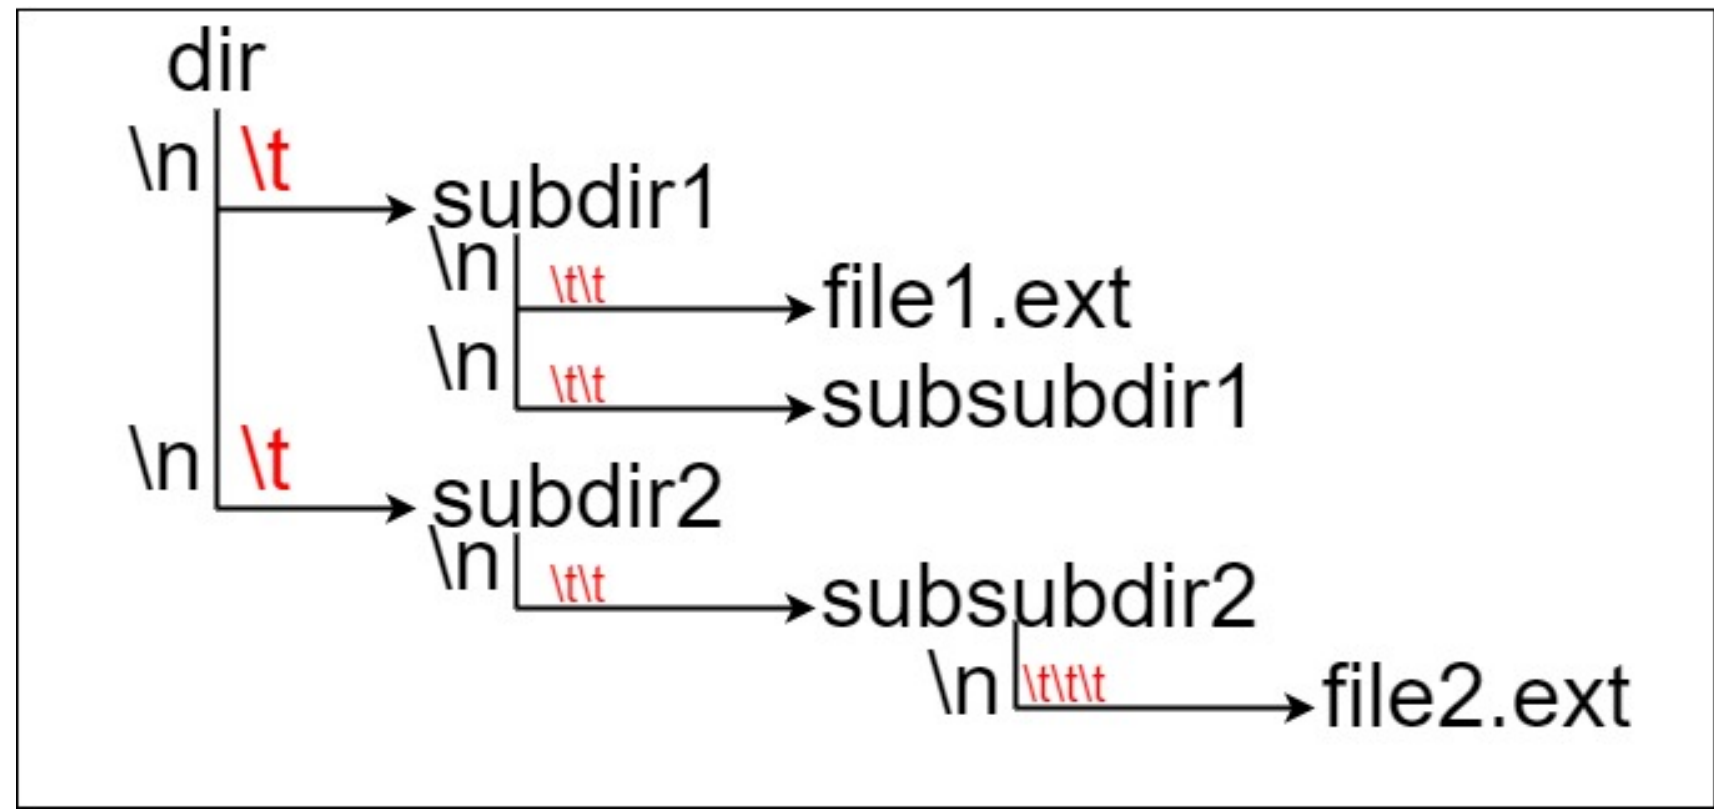 dir
\n \t
subdir1
\n \t\t file1.ext
\n \t\t subsubdir1
\n \t
subdir2
\n \t\t subsubdir2
\n \t\t\t file2.ext